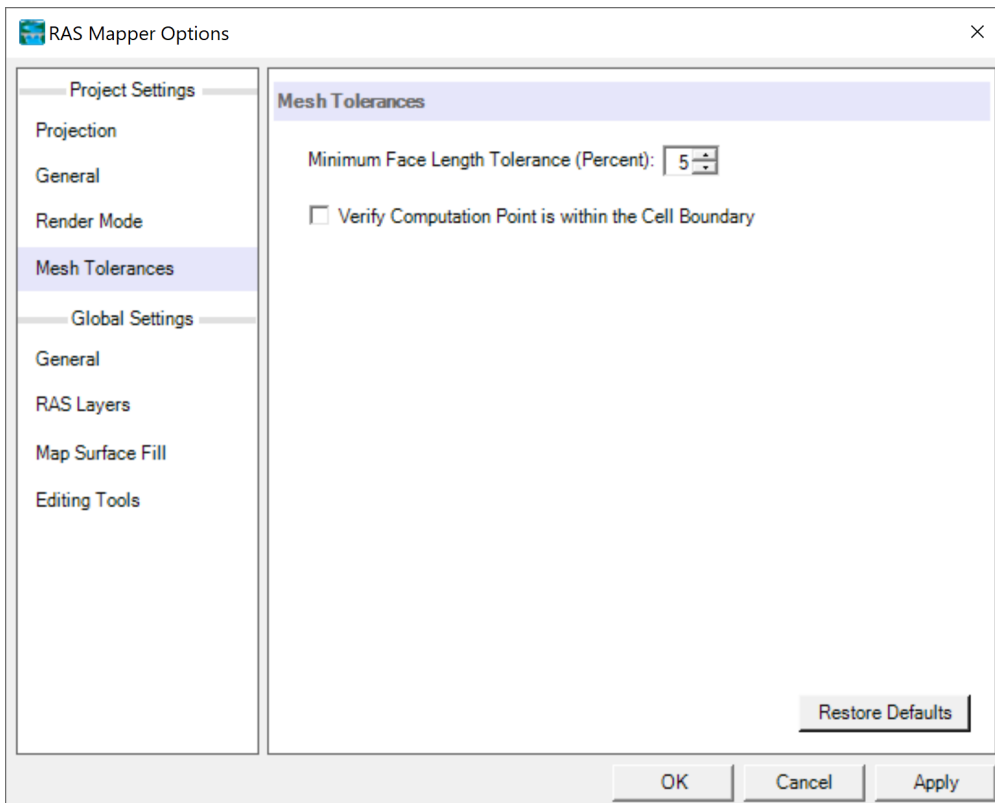 RAS Mapper Options
Project Settings
Projection
General
Render Mode
Mesh Tolerances
Global Settings
General
RAS Layers
Map Surface Fill
Editing Tools
Mesh Tolerances
Minimum Face Length Tolerance (Percent): 5
Verify Computation Point is within the Cell Boundary
Restore Defaults
OK Cancel Apply